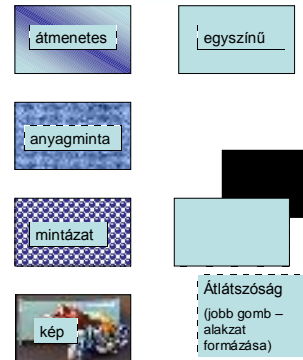 átmenetes
egyszínű
anyagminta
mintázat
kép
Átlátszóság
(jobb gomb –
alakzat
formázása)